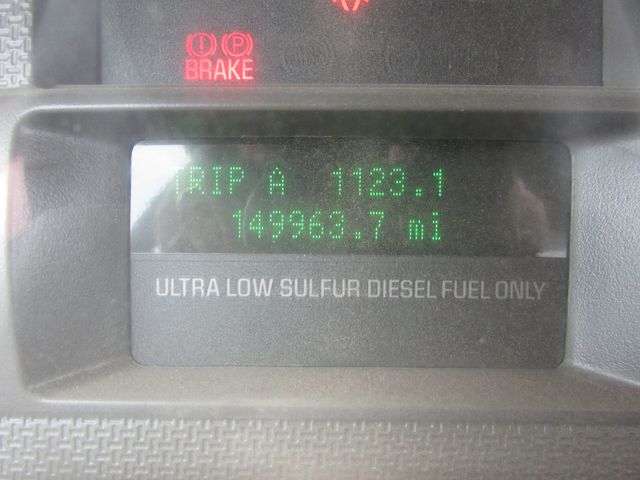 (!) (P)
BRAKE
TRIP A 1123.1
149963.7 mi
ULTRA LOW SULFUR DIESEL FUEL ONLY